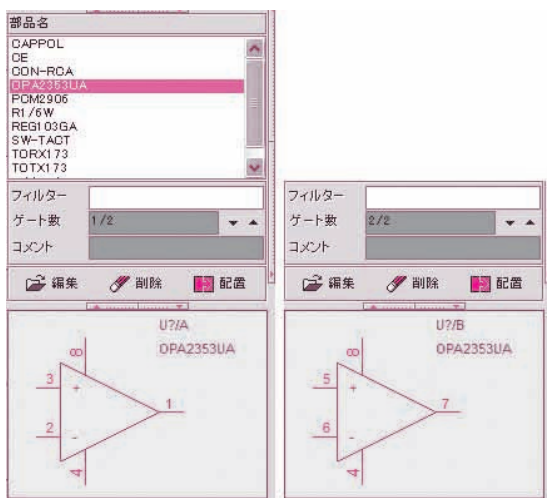 部品名
CAPPOL
CE
CON-RCA
OPA2353UA
PCM2906
R1/6W
REG103GA
SW-TACT
TORX173
TOTX173
フィルター
ゲート数 1/2
コメント
編集 削除 配置
U?/A
OPA2353UA
8
3
+
1
2
-
4
フィルター
ゲート数 2/2
コメント
編集 削除 配置
U?/B
OPA2353UA
8
5
+
7
6
-
4